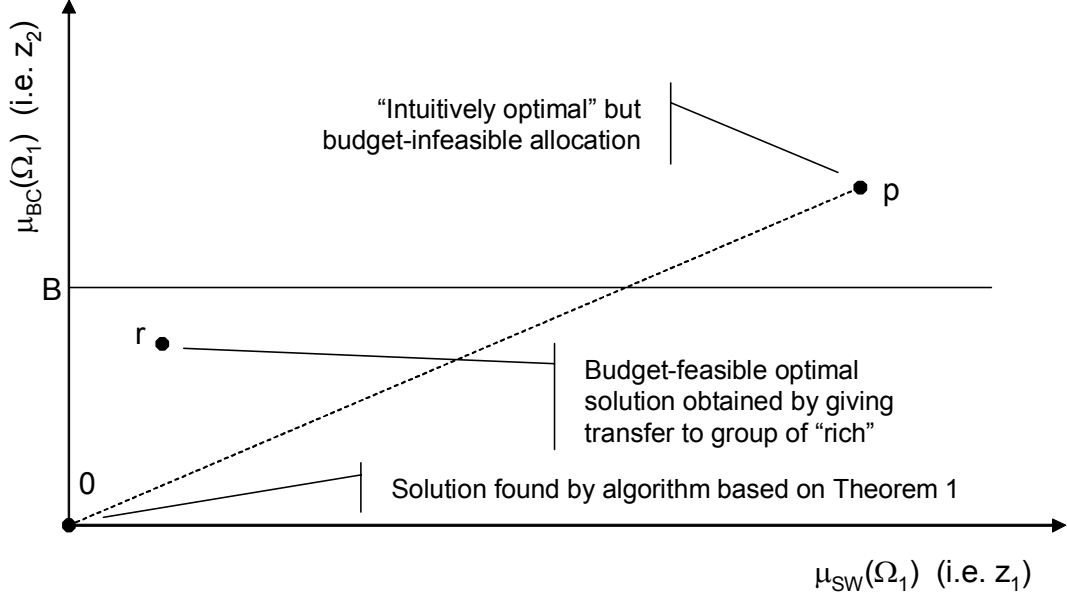 μBC(Ω1) (i.e. z2)
“Intuitively optimal” but
budget-infeasible allocation
p
B
r
Budget-feasible optimal
solution obtained by giving
transfer to group of “rich”
0
Solution found by algorithm based on Theorem 1
μSW(Ω1) (i.e. z1)